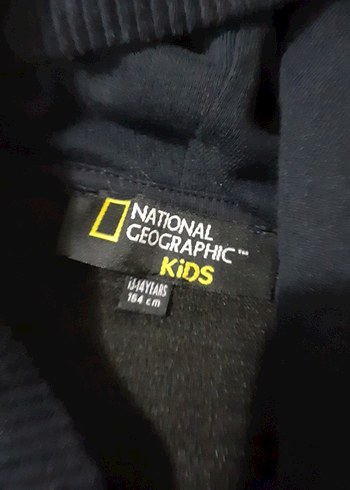 NATIONAL
GEOGRAPHIC™
KiDS
13-14YEARS
164 cm